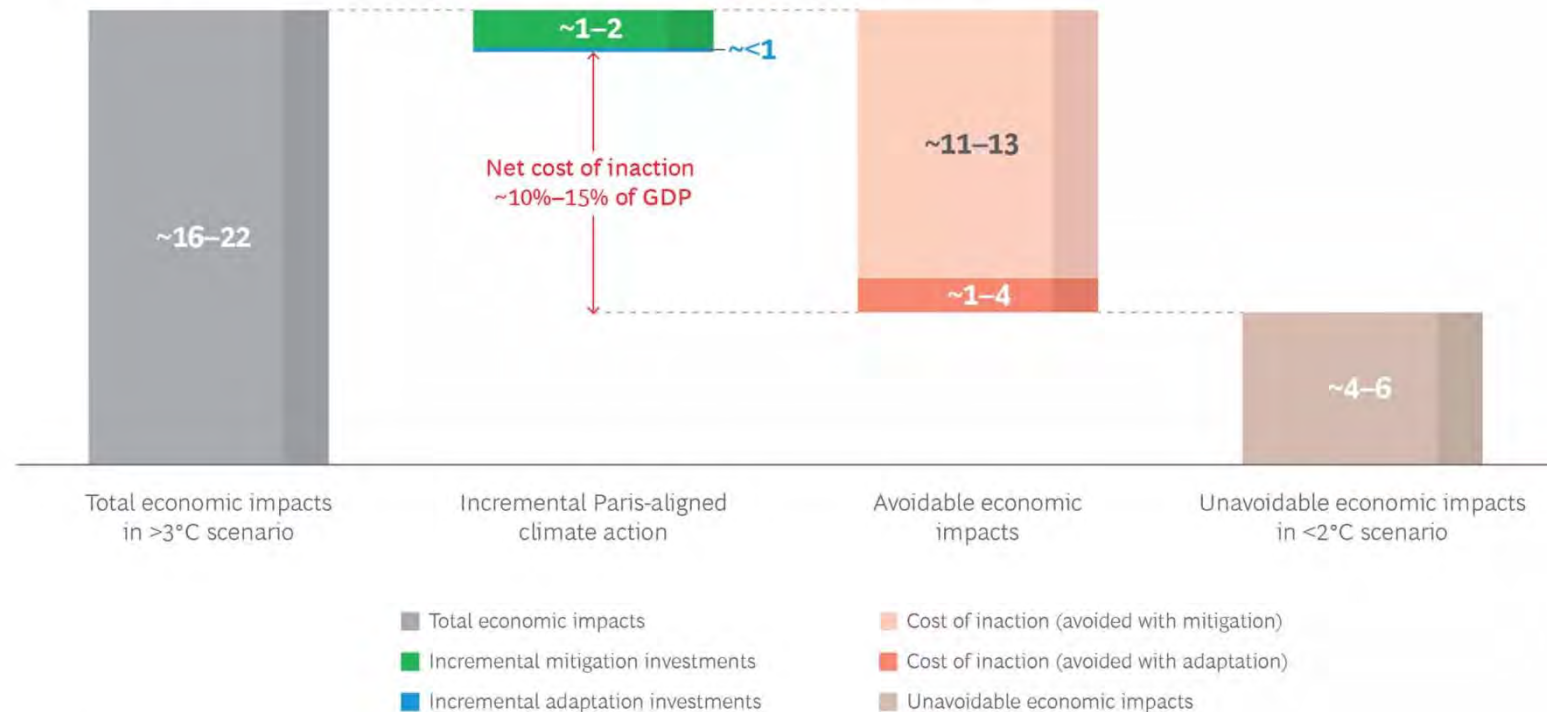 ~1–2
~<1
~11–13
Net cost of inaction
~10%–15% of GDP
~16–22
~1–4
~4–6
Total economic impacts
in >3°C scenario
Incremental Paris-aligned
climate action
Avoidable economic
impacts
Unavoidable economic impacts
in <2°C scenario
Total economic impacts
Incremental mitigation investments
Incremental adaptation investments
Cost of inaction (avoided with mitigation)
Cost of inaction (avoided with adaptation)
Unavoidable economic impacts